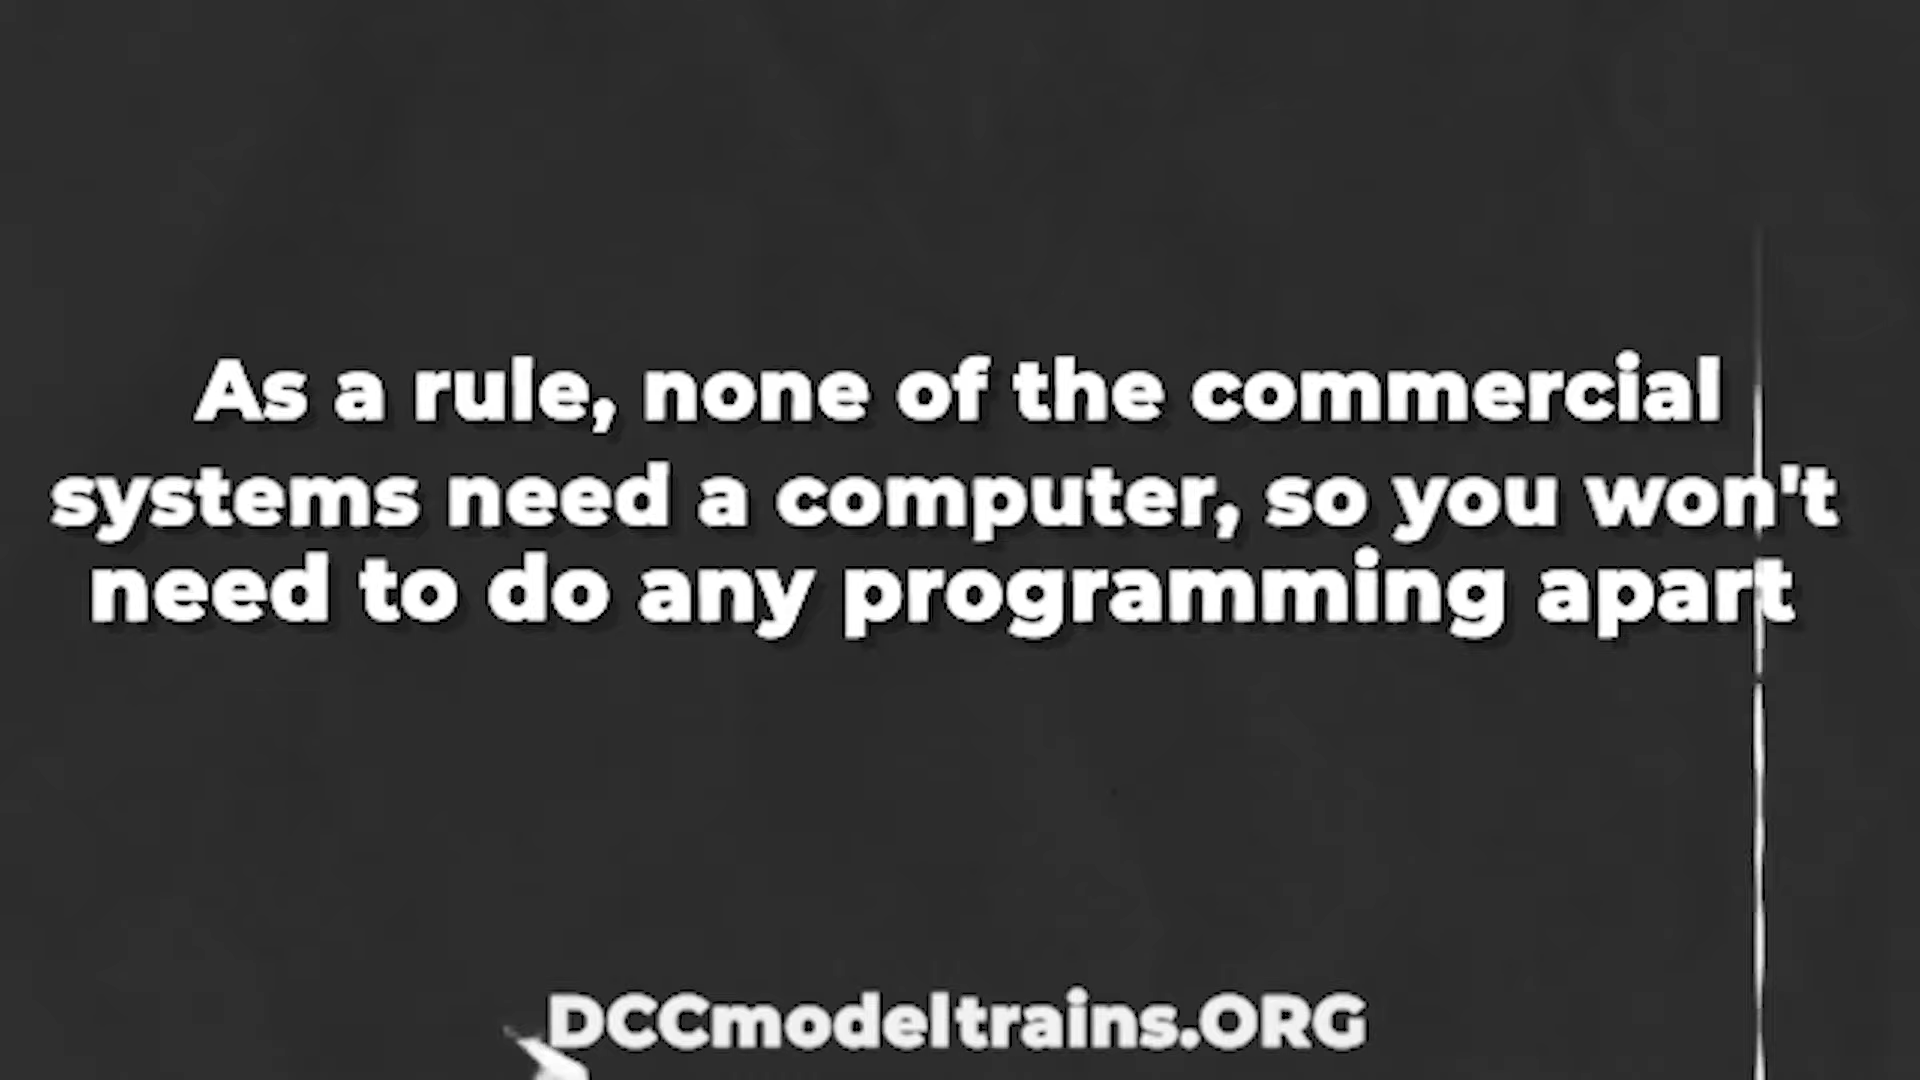 As a rule, none of the commercial
systems need a computer, so you won't
need to do any programming apart
DCCmodeltrains.ORG